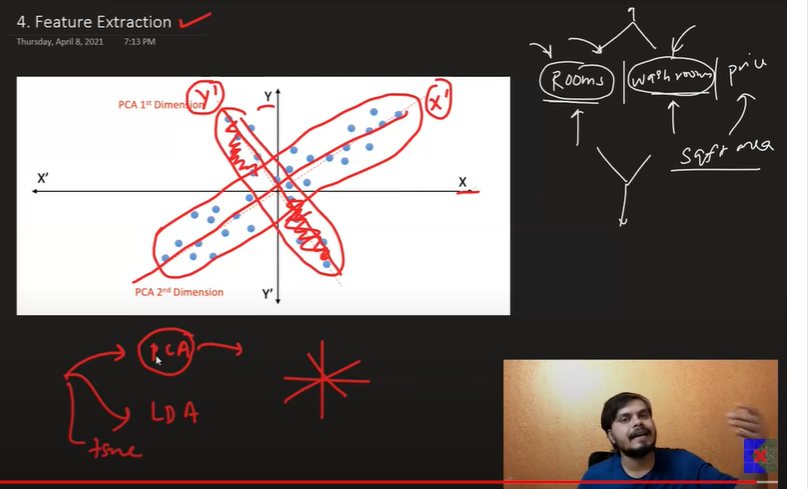 4. Feature Extraction
Thursday, April 8, 2021 7:13 PM
?
Rooms | washroom | price
sqft area
PCA 1st Dimension
Y'
Y
X'
X'
X
PCA 2nd Dimension
Y'
PCA
LDA
tsne